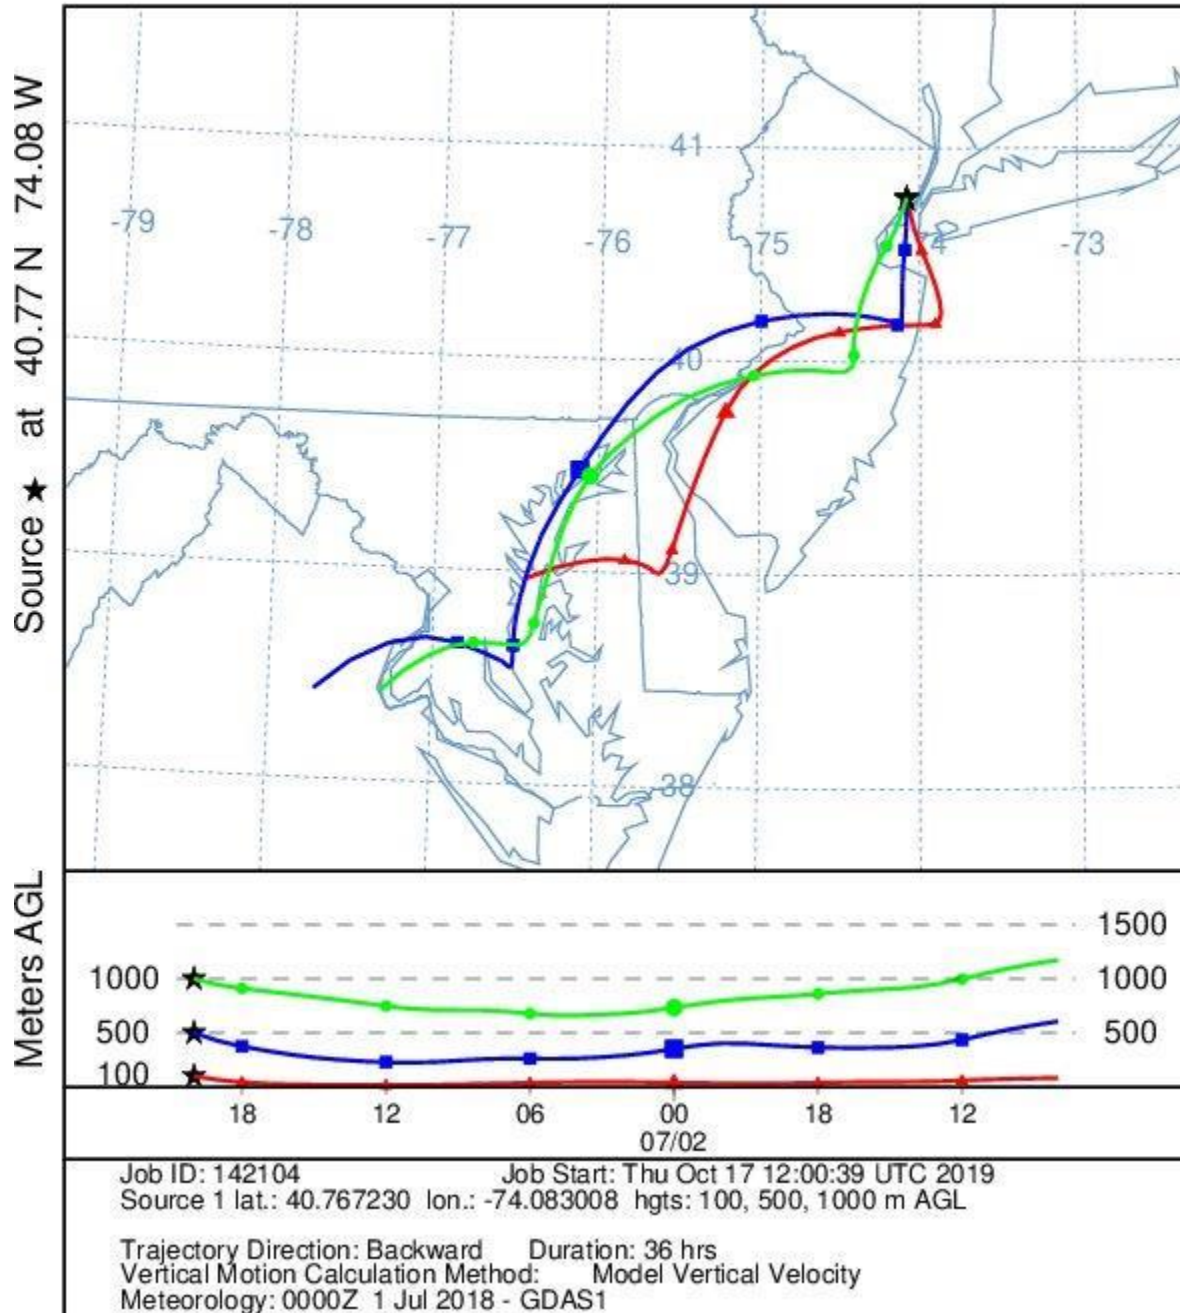 Source ★ at 40.77 N 74.08 W
41
-79
-78
-77
-76
-75
74
-73
40
39
38
Meters AGL
1500
1000
1000
500
500
100
18 12 06 00 18 12
07/02
Job ID: 142104 Job Start: Thu Oct 17 12:00:39 UTC 2019
Source 1 lat.: 40.767230 lon.: -74.083008 hgts: 100, 500, 1000 m AGL
Trajectory Direction: Backward Duration: 36 hrs
Vertical Motion Calculation Method: Model Vertical Velocity
Meteorology: 0000Z 1 Jul 2018 - GDAS1